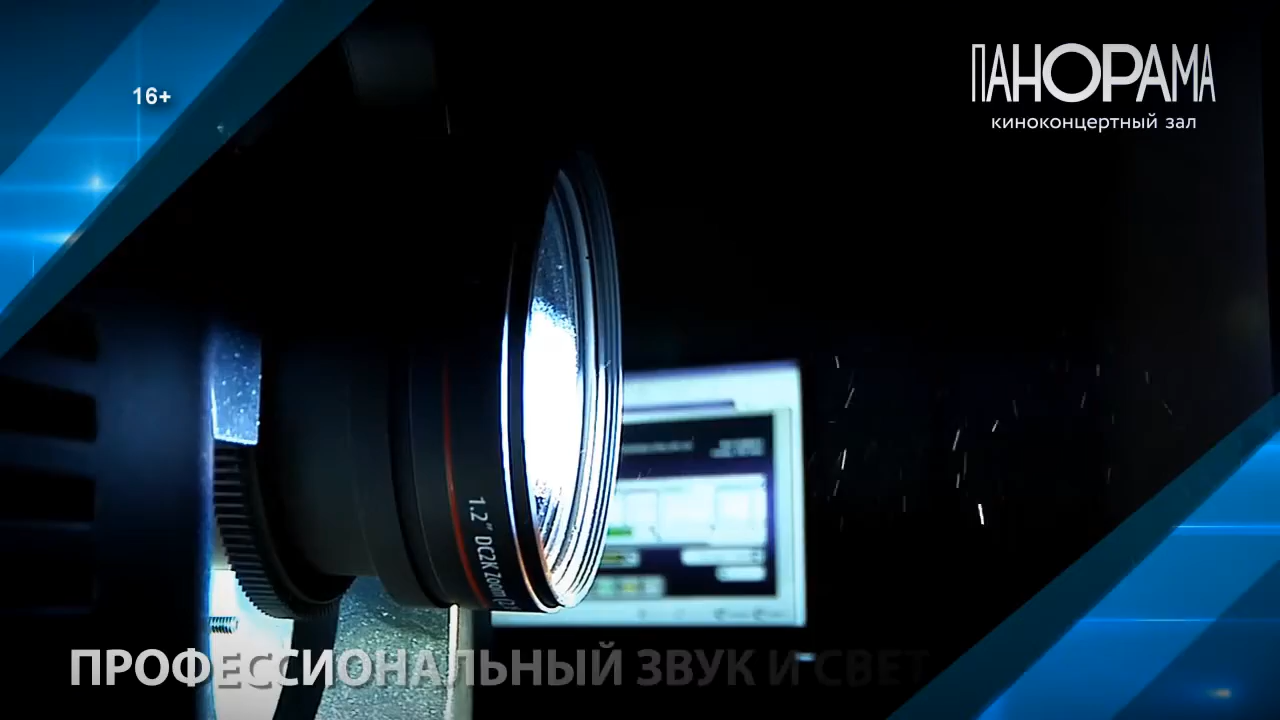 16+
ПАНОРАМА
киноконцертный зал
1.2" DC2K Zoom
ПРОФЕССИОНАЛЬНЫЙ ЗВУК И СВЕТ